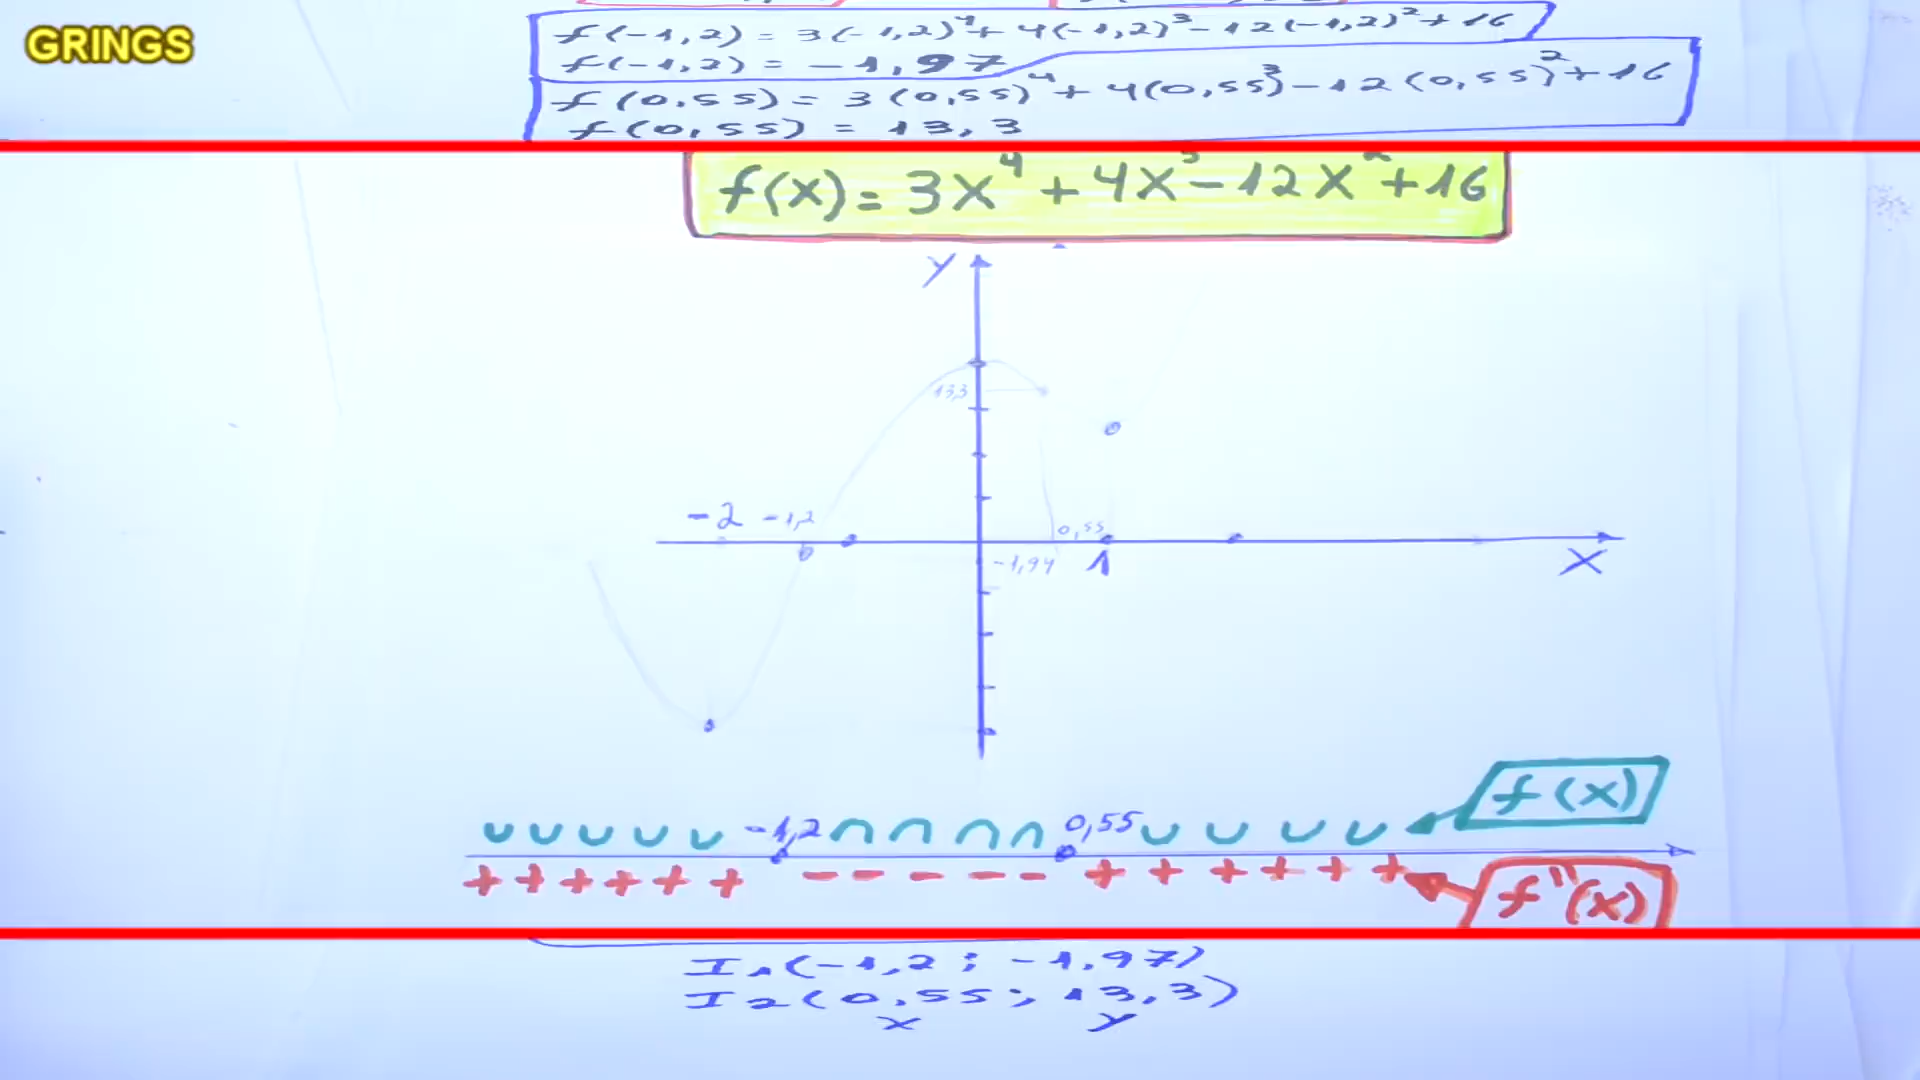 GRINGS
f(-1,2) = 3(-1,2)⁴ + 4(-1,2)³ - 12(-1,2)² + 16
f(-1,2) = -1,97
f(0,55) = 3(0,55)⁴ + 4(0,55)³ - 12(0,55)² + 16
f(0,55) = 13,3
f(x) = 3x⁴ + 4x³ - 12x² + 16
y
13,3
-2 -1,2
0,55
-1,94 1
x
f(x)
∪ ∪ ∪ ∪ ∪ -1,2 ∩ ∩ ∩ ∩ 0,55 ∪ ∪ ∪ ∪
+ + + + + + - - - - - + + + + + +
f''(x)
I₁(-1,2 ; -1,97)
I₂(0,55 ; 13,3)
x y